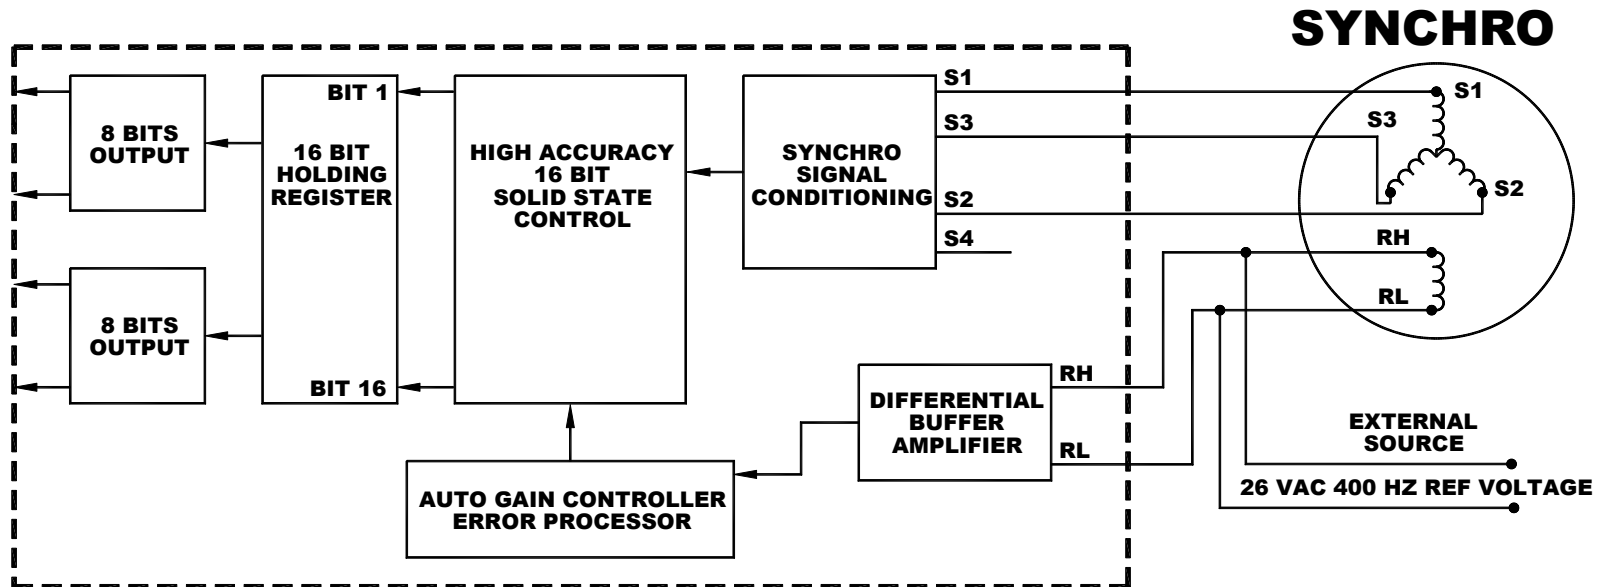 SYNCHRO
S1
S1
S3
S3
BIT 1
8 BITS
OUTPUT
16 BIT
HOLDING
REGISTER
HIGH ACCURACY
16 BIT
SOLID STATE
CONTROL
SYNCHRO
SIGNAL
CONDITIONING
S2
S2
S4
RH
RL
8 BITS
OUTPUT
BIT 16
DIFFERENTIAL
BUFFER
AMPLIFIER
RH
RL
EXTERNAL
SOURCE
26 VAC 400 HZ REF VOLTAGE
AUTO GAIN CONTROLLER
ERROR PROCESSOR